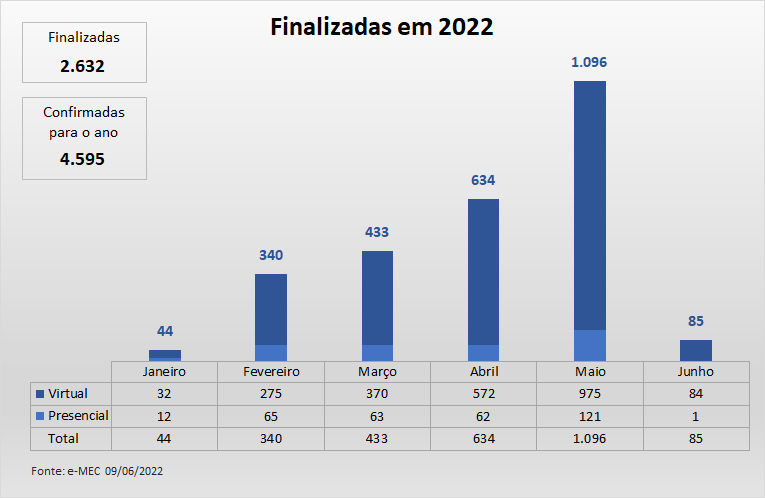 Finalizadas em 2022
Finalizadas
2.632
Confirmadas
para o ano
4.595
44
340
433
634
1.096
85
Janeiro Fevereiro Março Abril Maio Junho
Virtual 32 275 370 572 975 84
Presencial 12 65 63 62 121 1
Total 44 340 433 634 1.096 85
Fonte: e-MEC 09/06/2022